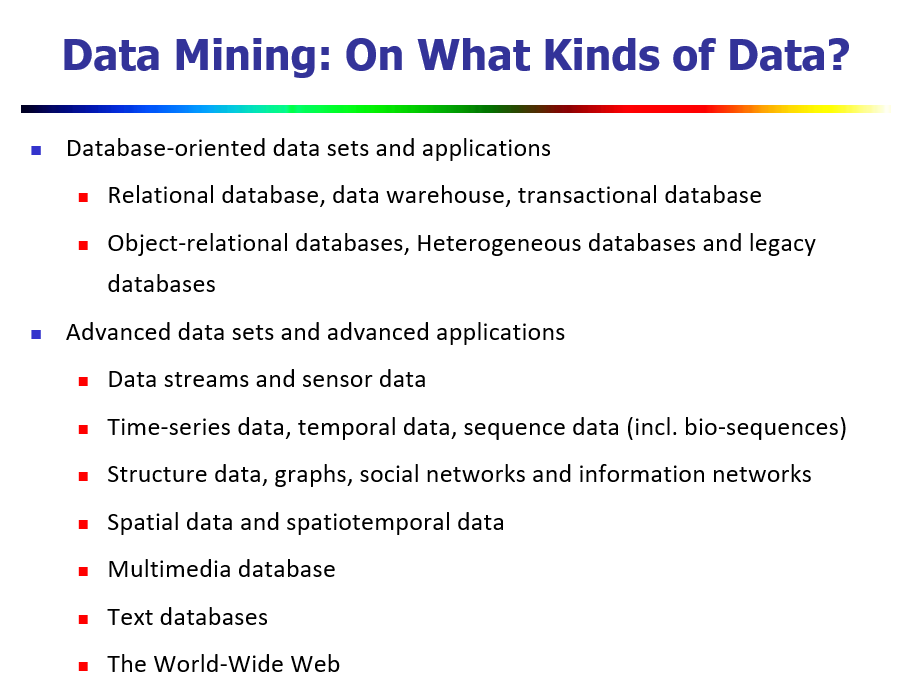 Data Mining: On What Kinds of Data?
Database-oriented data sets and applications
Relational database, data warehouse, transactional database
Object-relational databases, Heterogeneous databases and legacy
databases
Advanced data sets and advanced applications
Data streams and sensor data
Time-series data, temporal data, sequence data (incl. bio-sequences)
Structure data, graphs, social networks and information networks
Spatial data and spatiotemporal data
Multimedia database
Text databases
The World-Wide Web